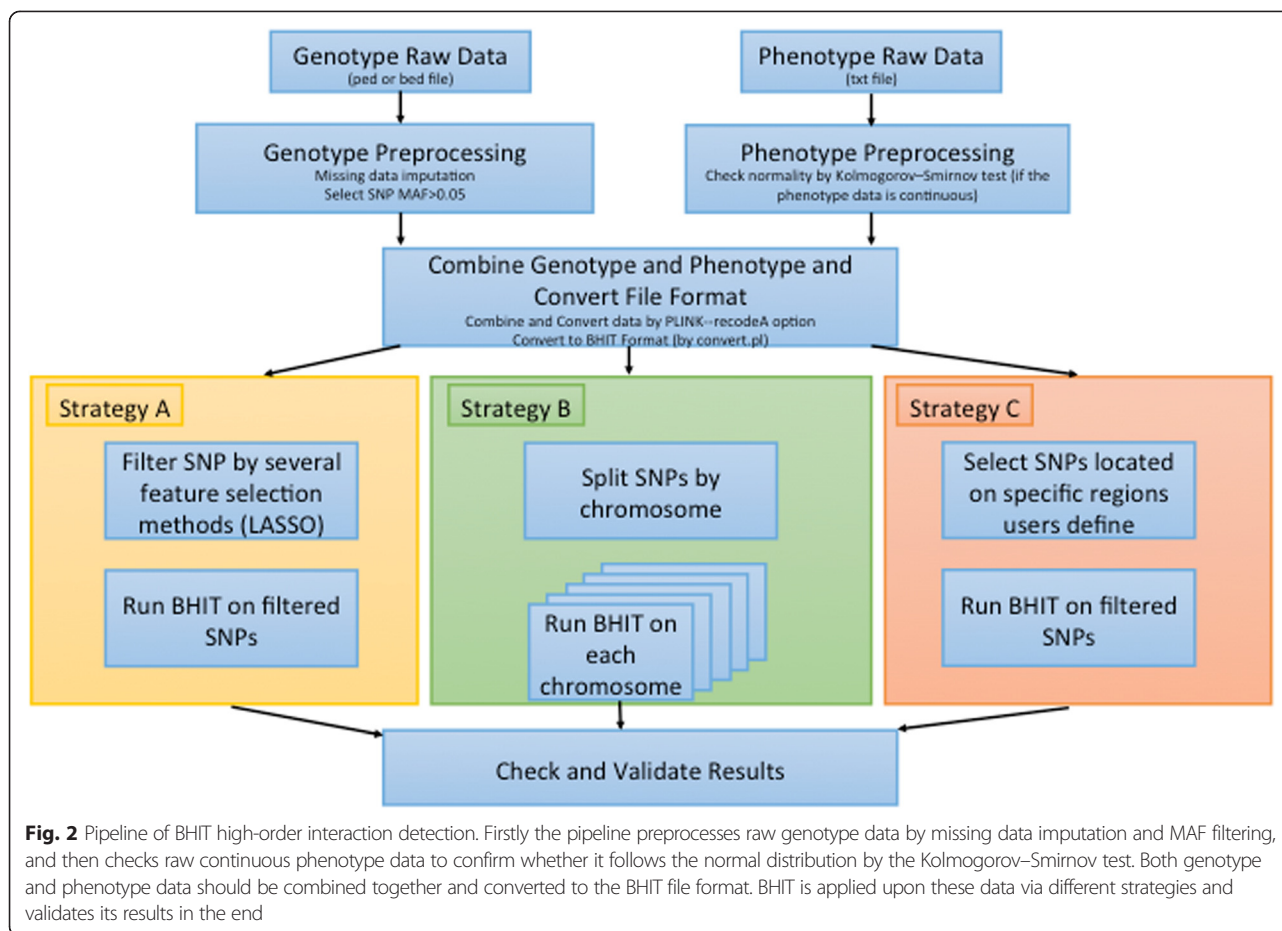 Genotype Raw Data
(ped or bed file)
Phenotype Raw Data
(txt file)
Genotype Preprocessing
Missing data imputation
Select SNP MAF>0.05
Phenotype Preprocessing
Check normality by Kolmogorov–Smirnov test (if the
phenotype data is continuous)
Combine Genotype and Phenotype and
Convert File Format
Combine and Convert data by PLINK--recodeA option
Convert to BHIT Format (by convert.pl)
Strategy A
Filter SNP by several
feature selection
methods (LASSO)
Run BHIT on filtered
SNPs
Strategy B
Split SNPs by
chromosome
Run BHIT on
each
chromosome
Strategy C
Select SNPs located
on specific regions
users define
Run BHIT on filtered
SNPs
Check and Validate Results
Fig. 2 Pipeline of BHIT high-order interaction detection. Firstly the pipeline preprocesses raw genotype data by missing data imputation and MAF filtering,
and then checks raw continuous phenotype data to confirm whether it follows the normal distribution by the Kolmogorov–Smirnov test. Both genotype
and phenotype data should be combined together and converted to the BHIT file format. BHIT is applied upon these data via different strategies and
validates its results in the end